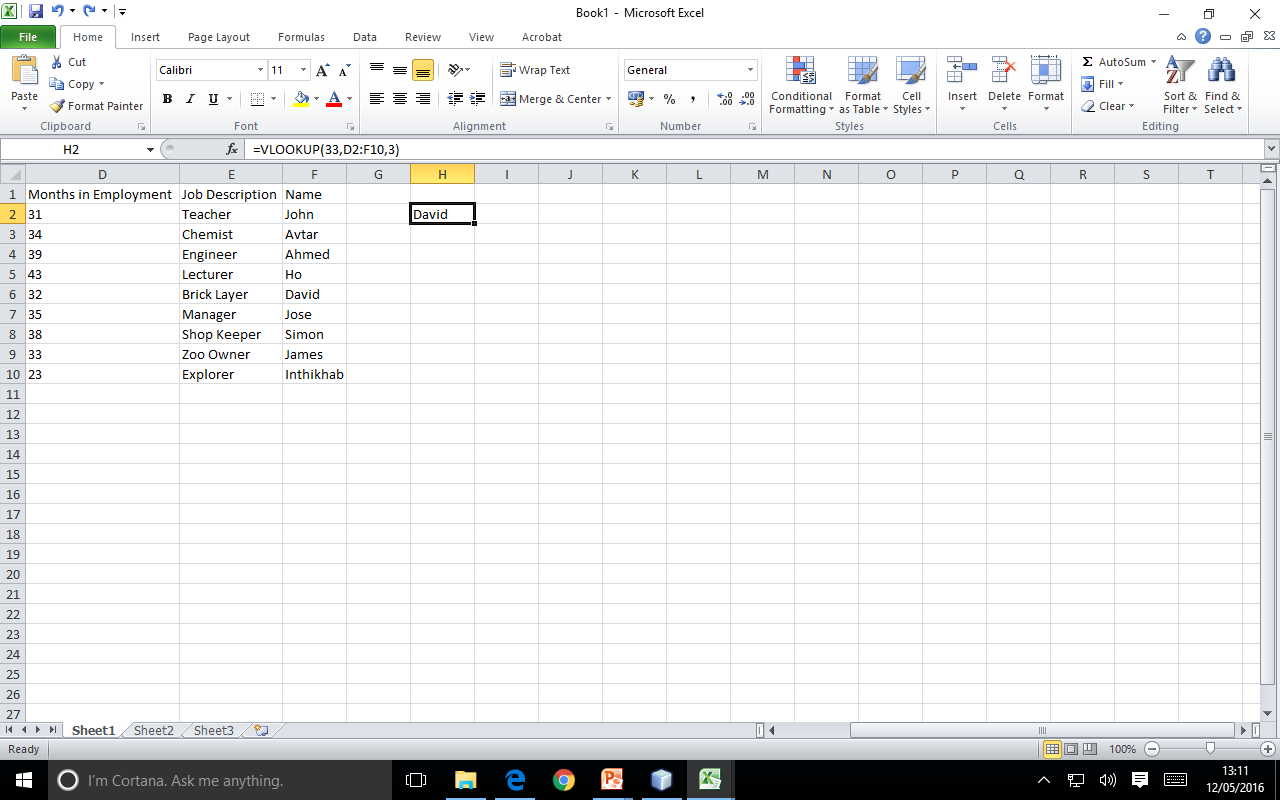 Book1 - Microsoft Excel
File Home Insert Page Layout Formulas Data Review View Acrobat
Paste Cut Copy Format Painter
Clipboard
Calibri 11
B I U A
Font
Wrap Text
Merge & Center
Alignment
General
% ,
Number
Conditional Formatting
Format as Table
Cell Styles
Styles
Insert Delete Format
Cells
Σ AutoSum
Fill
Clear
Sort & Filter
Find & Select
Editing
H2 fx =VLOOKUP(33,D2:F10,3)
D E F G H I J K L M N O P Q R S T
1 Months in Employment Job Description Name
2 31 Teacher John David
3 34 Chemist Avtar
4 39 Engineer Ahmed
5 43 Lecturer Ho
6 32 Brick Layer David
7 35 Manager Jose
8 38 Shop Keeper Simon
9 33 Zoo Owner James
10 23 Explorer Inthikhab
11
12
13
14
15
16
17
18
19
20
21
22
23
24
25
26
27
Sheet1 Sheet2 Sheet3
Ready 100%
I'm Cortana. Ask me anything.
13:11
12/05/2016